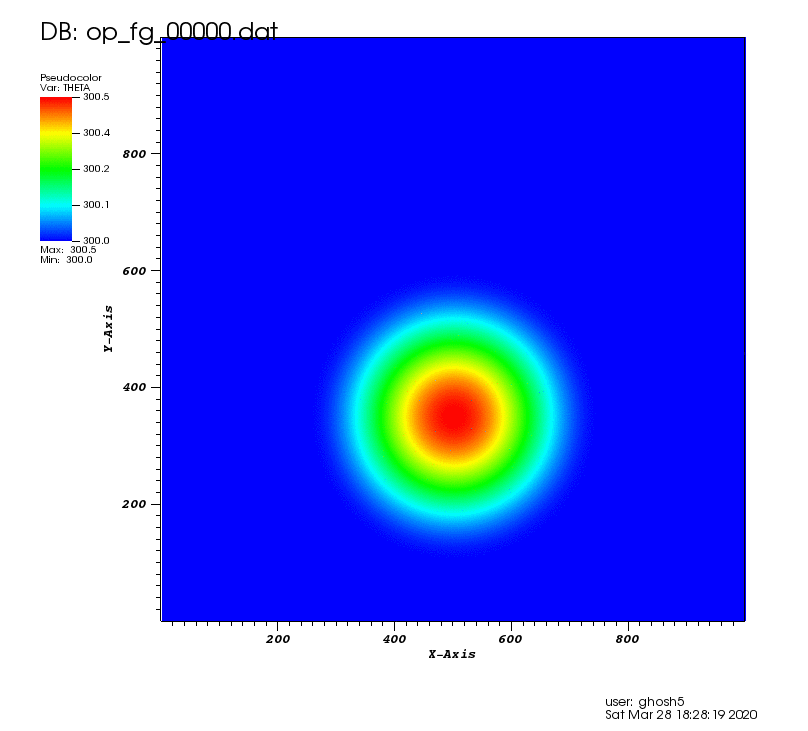 DB: op_fg_00000.dat
Pseudocolor
Var: THETA
300.5
300.4
300.2
300.1
300.0
Max: 300.5
Min: 300.0
800
600
400
200
Y-Axis
200 400 600 800
X-Axis
user: ghosh5
Sat Mar 28 18:28:19 2020